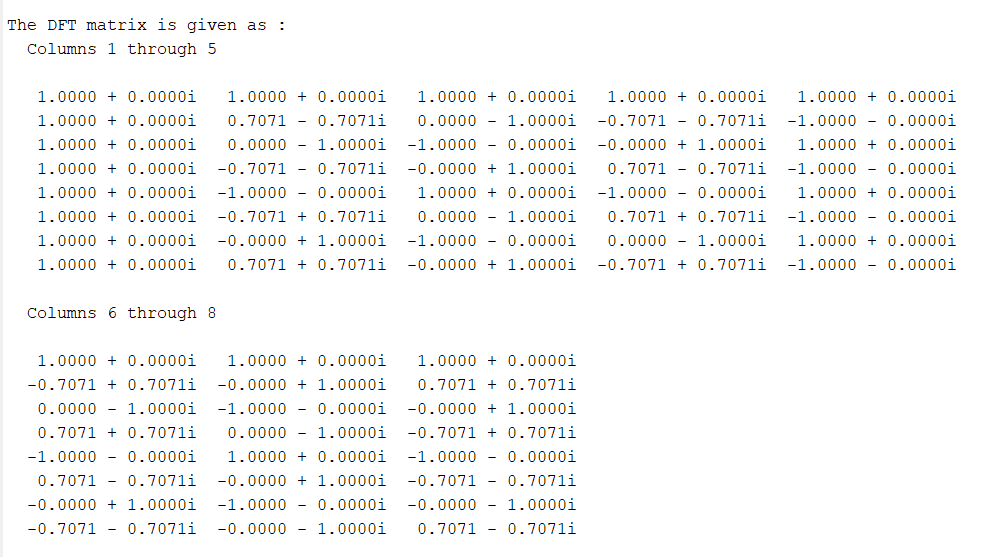 The DFT matrix is given as :
Columns 1 through 5
1.0000 + 0.0000i 1.0000 + 0.0000i 1.0000 + 0.0000i 1.0000 + 0.0000i 1.0000 + 0.0000i
1.0000 + 0.0000i 0.7071 - 0.7071i 0.0000 - 1.0000i -0.7071 - 0.7071i -1.0000 - 0.0000i
1.0000 + 0.0000i 0.0000 - 1.0000i -1.0000 - 0.0000i -0.0000 + 1.0000i 1.0000 + 0.0000i
1.0000 + 0.0000i -0.7071 - 0.7071i -0.0000 + 1.0000i 0.7071 - 0.7071i -1.0000 - 0.0000i
1.0000 + 0.0000i -1.0000 - 0.0000i 1.0000 + 0.0000i -1.0000 - 0.0000i 1.0000 + 0.0000i
1.0000 + 0.0000i -0.7071 + 0.7071i 0.0000 - 1.0000i 0.7071 + 0.7071i -1.0000 - 0.0000i
1.0000 + 0.0000i -0.0000 + 1.0000i -1.0000 - 0.0000i 0.0000 - 1.0000i 1.0000 + 0.0000i
1.0000 + 0.0000i 0.7071 + 0.7071i -0.0000 + 1.0000i -0.7071 + 0.7071i -1.0000 - 0.0000i
Columns 6 through 8
1.0000 + 0.0000i 1.0000 + 0.0000i 1.0000 + 0.0000i
-0.7071 + 0.7071i -0.0000 + 1.0000i 0.7071 + 0.7071i
0.0000 - 1.0000i -1.0000 - 0.0000i -0.0000 + 1.0000i
0.7071 + 0.7071i 0.0000 - 1.0000i -0.7071 + 0.7071i
-1.0000 - 0.0000i 1.0000 + 0.0000i -1.0000 - 0.0000i
0.7071 - 0.7071i -0.0000 + 1.0000i -0.7071 - 0.7071i
-0.0000 + 1.0000i -1.0000 - 0.0000i -0.0000 - 1.0000i
-0.7071 - 0.7071i -0.0000 - 1.0000i 0.7071 - 0.7071i